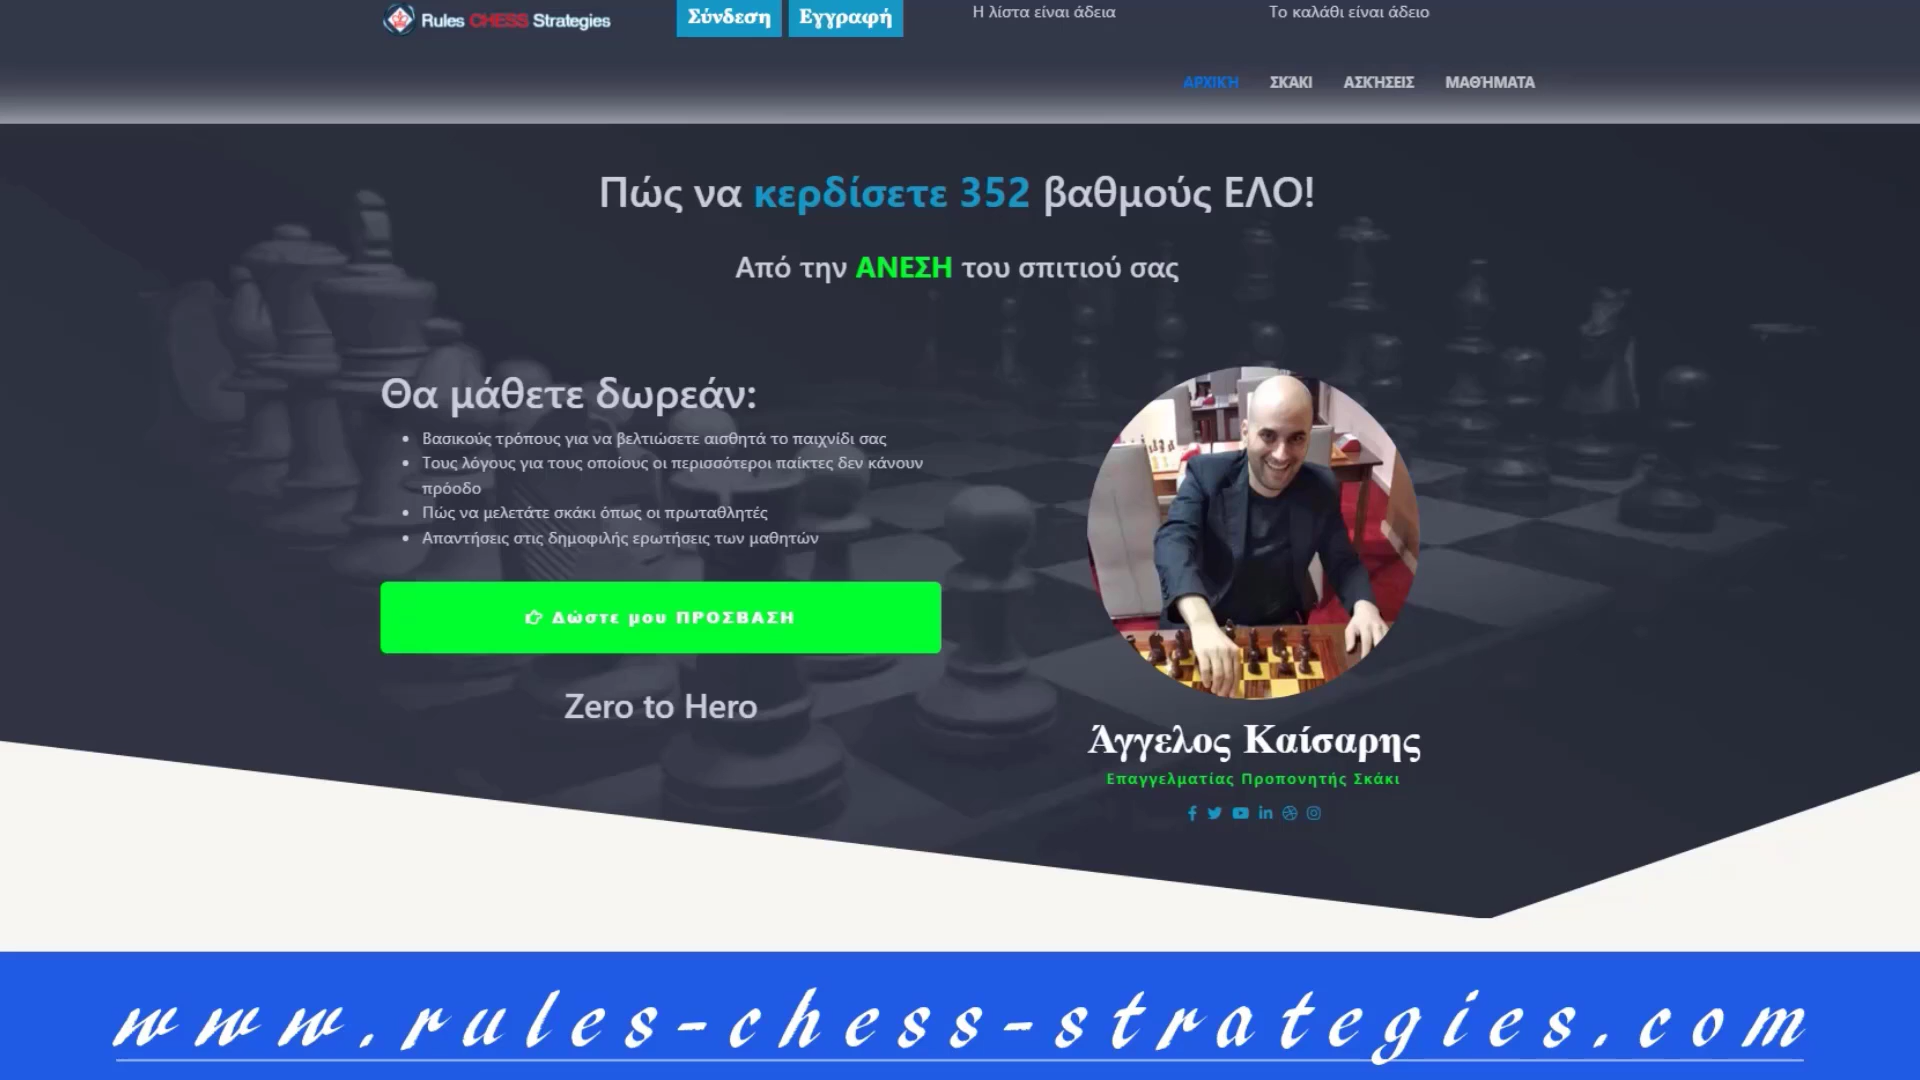 Rules CHESS Strategies
Σύνδεση
Εγγραφή
Η λίστα είναι άδεια
Το καλάθι είναι άδειο
ΑΡΧΙΚΉ
ΣΚΆΚΙ
ΑΣΚΉΣΕΙΣ
ΜΑΘΉΜΑΤΑ
Πώς να κερδίσετε 352 βαθμούς ΕΛΟ!
Από την ΑΝΕΣΗ του σπιτιού σας
Θα μάθετε δωρεάν:
Βασικούς τρόπους για να βελτιώσετε αισθητά το παιχνίδι σας
Τους λόγους για τους οποίους οι περισσότεροι παίκτες δεν κάνουν
πρόοδο
Πώς να μελετάτε σκάκι όπως οι πρωταθλητές
Απαντήσεις στις δημοφιλής ερωτήσεις των μαθητών
Δώστε μου ΠΡΟΣΒΑΣΗ
Zero to Hero
Άγγελος Καίσαρης
Επαγγελματίας Προπονητής Σκάκι
www.rules-chess-strategies.com